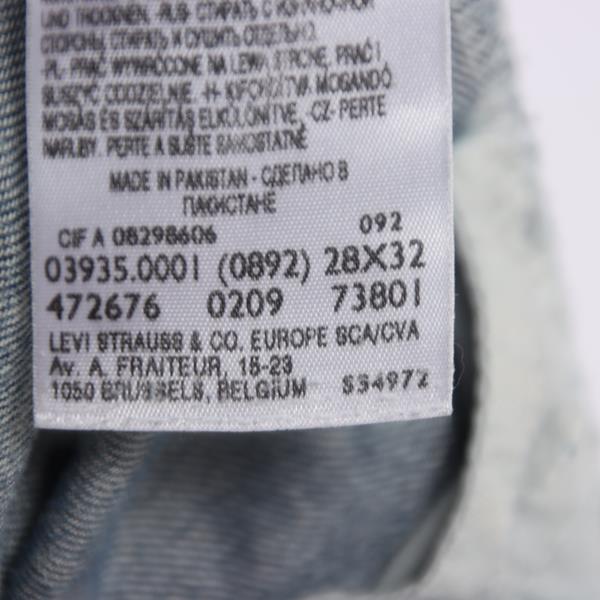 UND TROCKNEN. -RUS- СТИРАТЬ С ИЗНАНОЧНОЙ
СТОРОНЫ, СТИРАТЬ И СУШИТЬ ОТДЕЛЬНО.
-PL- PRAĆ WYWRÓCONE NA LEWĄ STRONĘ, PRAĆ I
SUSZYĆ ODDZIELNIE. -H- KIFORDÍTVA MOGANDÓ
MOSÁS ÉS SZÁRÍTÁS ELKÜLÖNÍTVE, -CZ- PERTE
NARUBY. PERTE A SUŠTE SAMOSTATNĚ
MADE IN PAKISTAN - СДЕЛАНО В
ПАКИСТАНЕ
CIF A 08298606 092
03935.0001 (0892) 28X32
472676 0209 73801
LEVI STRAUSS & CO. EUROPE SCA/CVA
Av. A. FRAITEUR, 15-23
1050 BRUSSELS, BELGIUM S34972